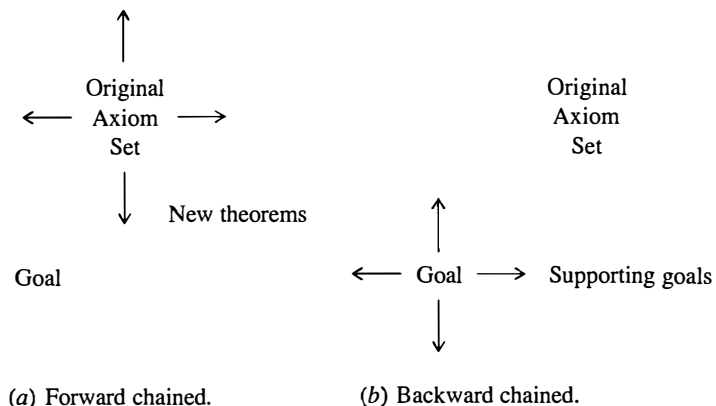 Original
Axiom
Set
New theorems
Goal
(a) Forward chained.
Original
Axiom
Set
Goal
Supporting goals
(b) Backward chained.